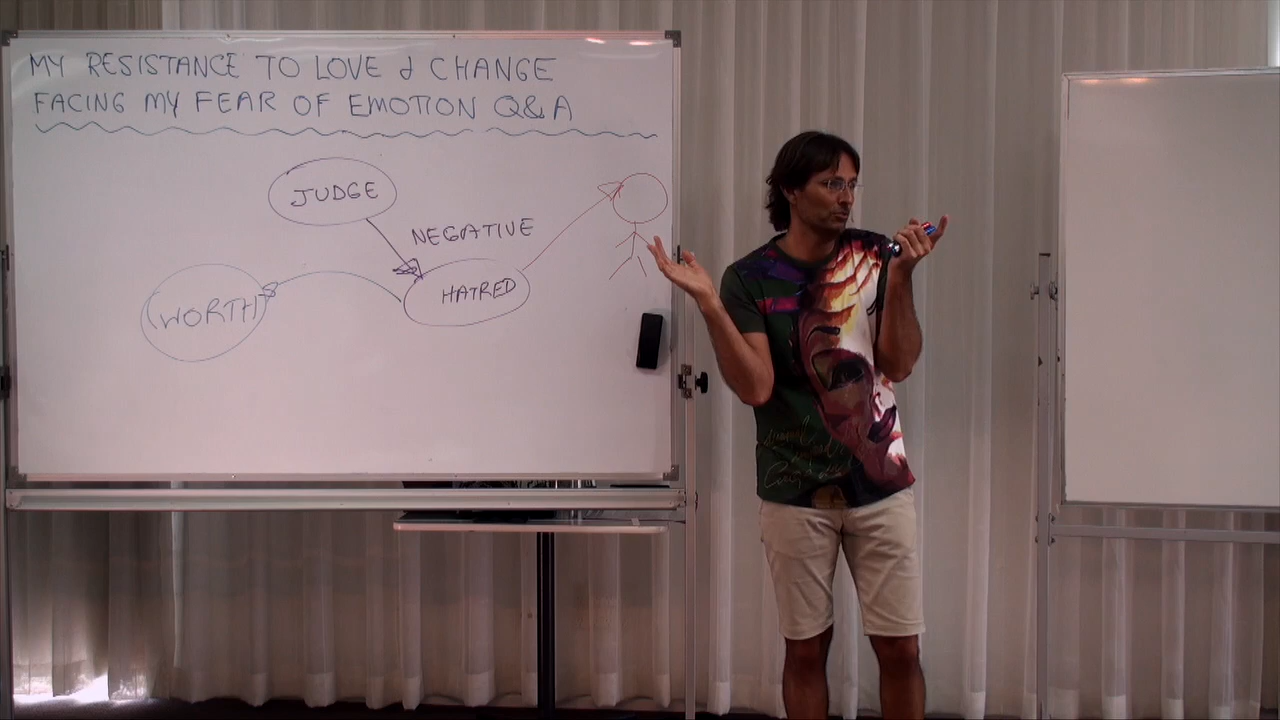 MY RESISTANCE TO LOVE & CHANGE
FACING MY FEAR OF EMOTION Q&A
JUDGE
NEGATIVE
HATRED
WORTH